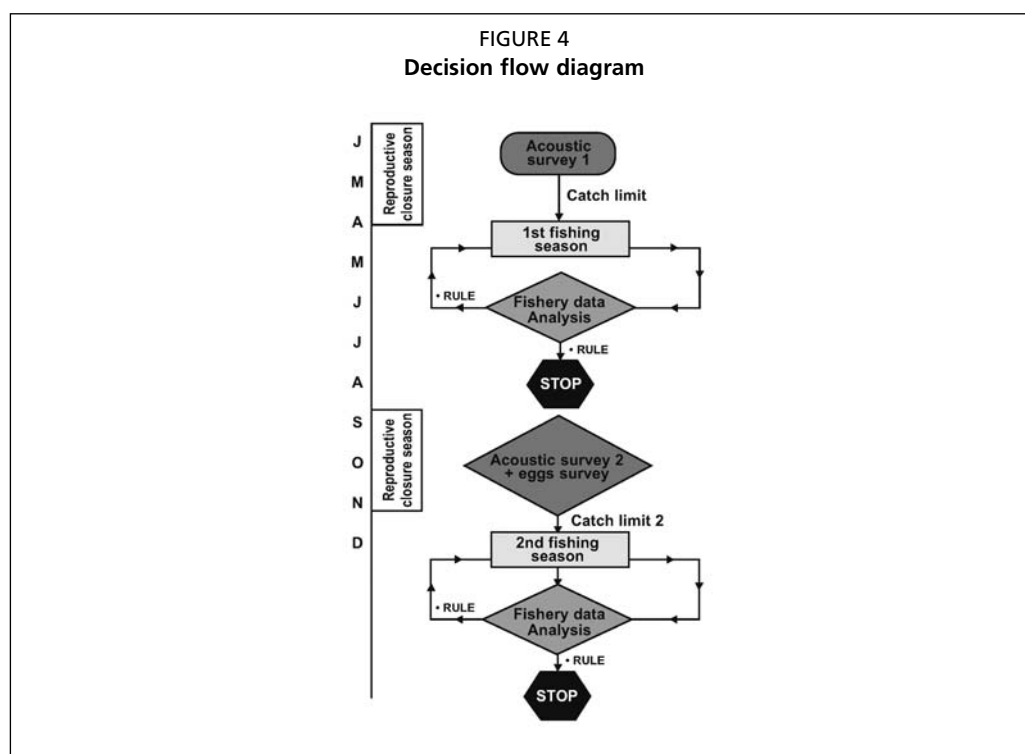 FIGURE 4
Decision flow diagram
J
M
A
M
J
J
A
S
O
N
D
Reproductive
closure season
Reproductive
closure season
Acoustic
survey 1
Catch limit
1st fishing
season
• RULE
Fishery data
Analysis
• RULE
STOP
Acoustic survey 2
+ eggs survey
Catch limit 2
2nd fishing
season
• RULE
Fishery data
Analysis
• RULE
STOP